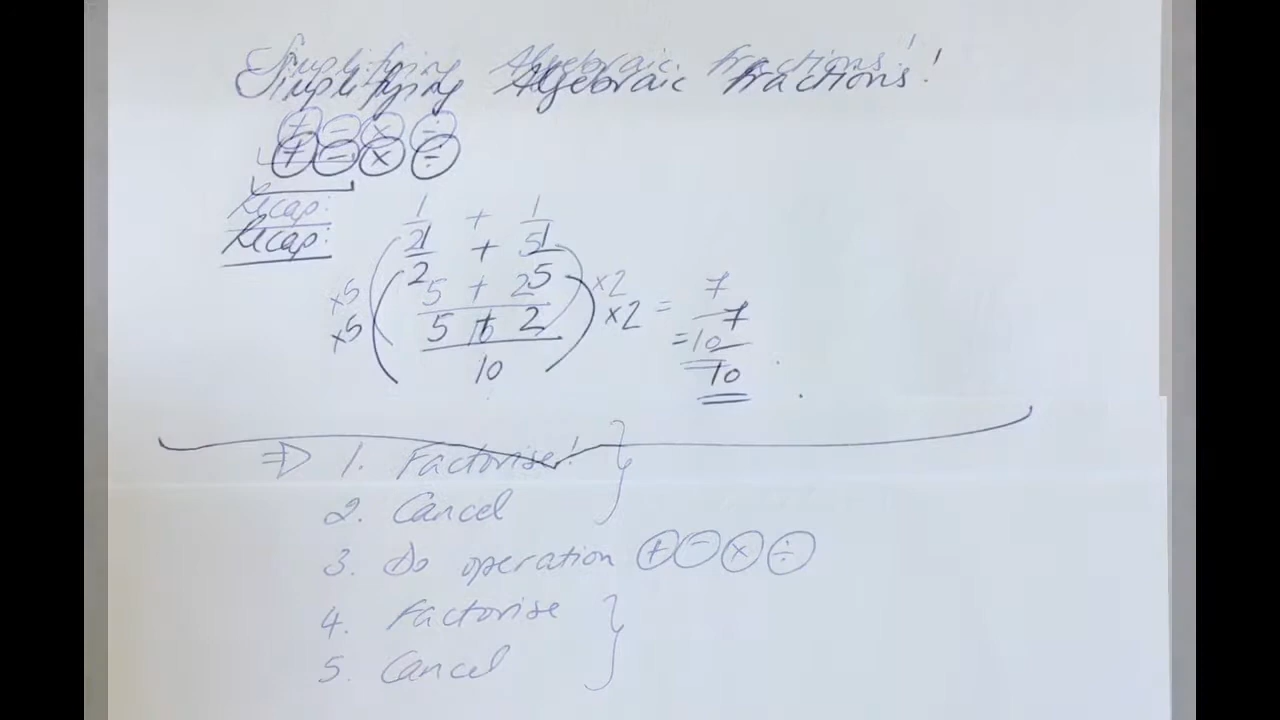 Simplifying Algebraic Fractions!
+ − × ÷
Recap:
1/2 + 1/5
×5 (5 + 2)/10 ×2 = 7/10
⇒ 1. Factorise!
2. Cancel
3. Do operation + − × ÷
4. Factorise
5. Cancel